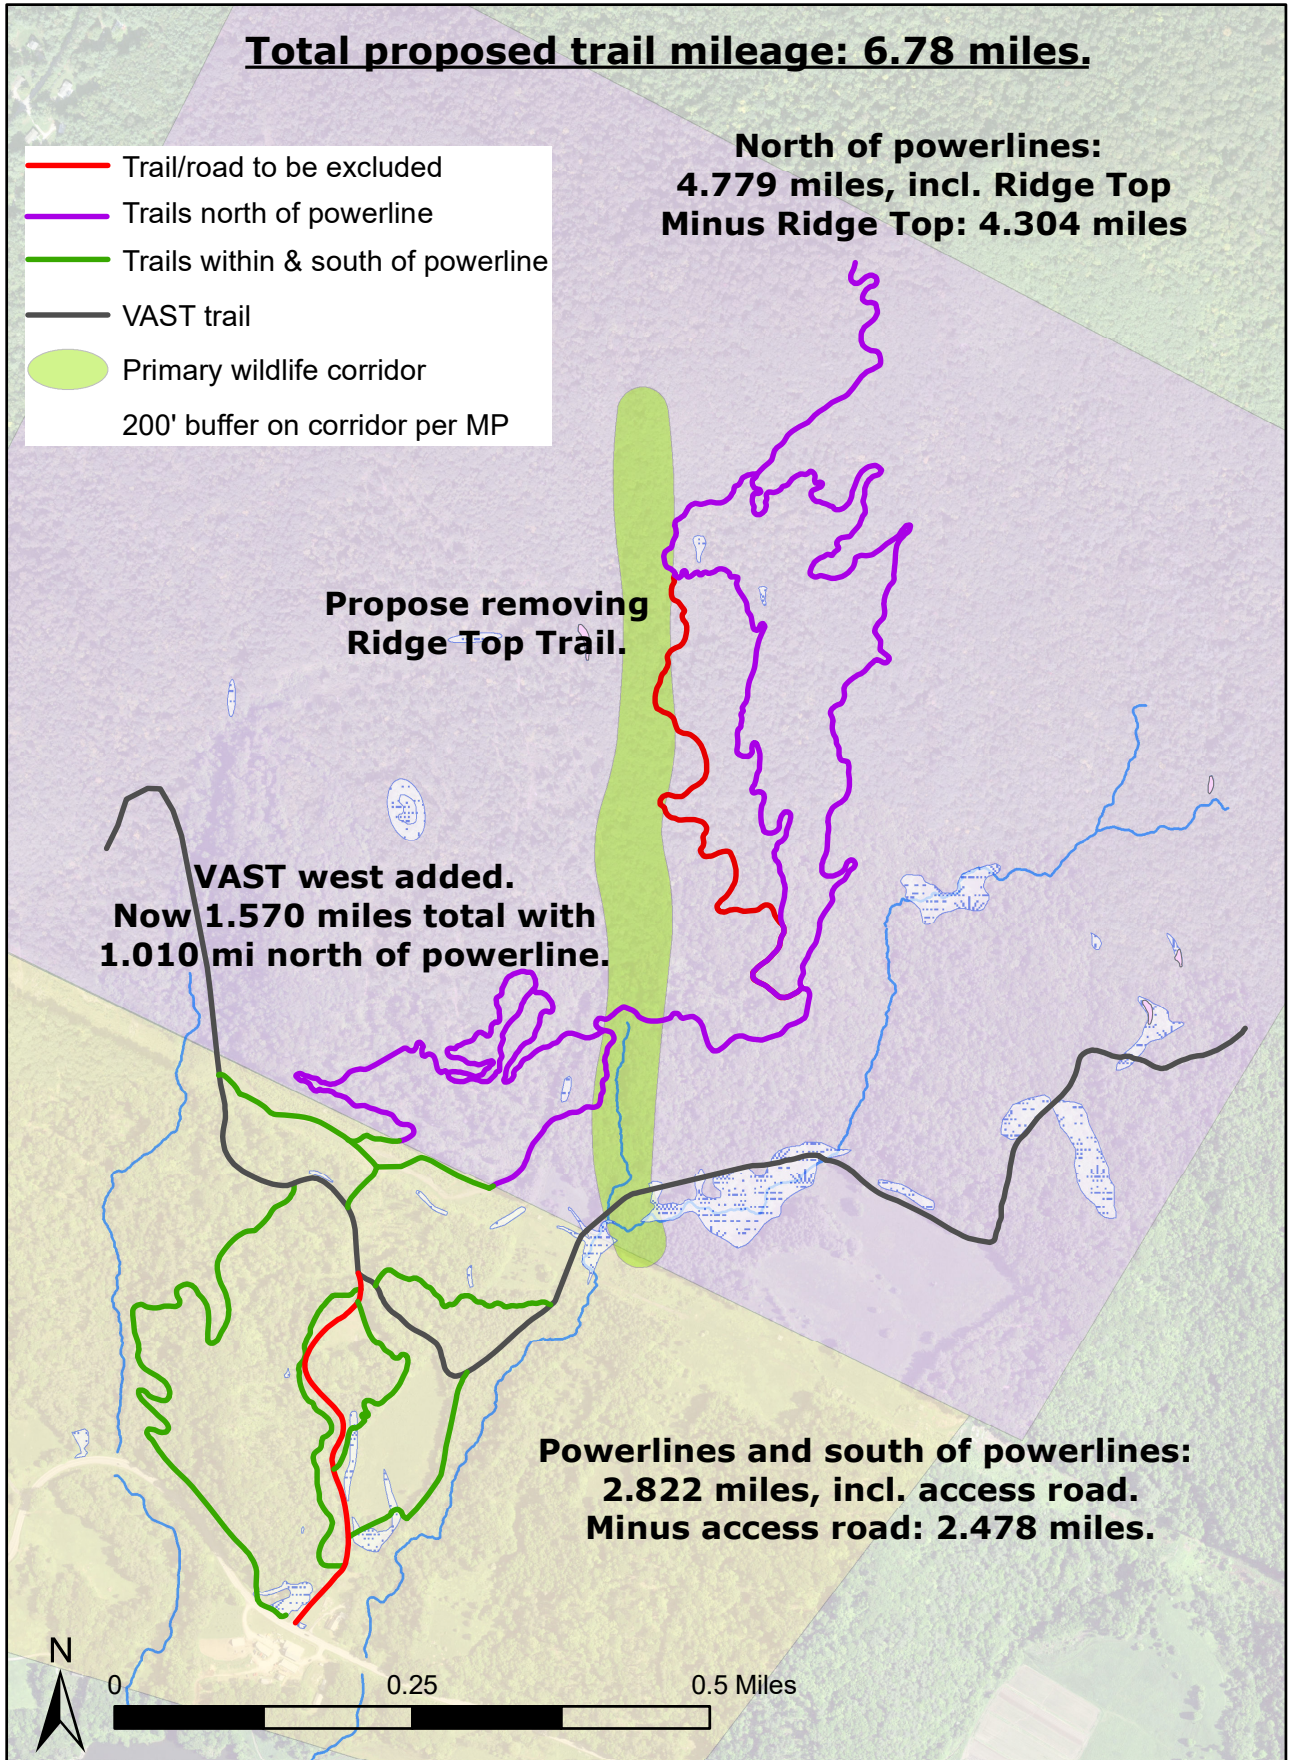 Total proposed trail mileage: 6.78 miles.
North of powerlines:
4.779 miles, incl. Ridge Top
Minus Ridge Top: 4.304 miles
Trail/road to be excluded
Trails north of powerline
Trails within & south of powerline
VAST trail
Primary wildlife corridor
200' buffer on corridor per MP
Propose removing
Ridge Top Trail.
VAST west added.
Now 1.570 miles total with
1.010 mi north of powerline.
Powerlines and south of powerlines:
2.822 miles, incl. access road.
Minus access road: 2.478 miles.
N
0 0.25 0.5 Miles